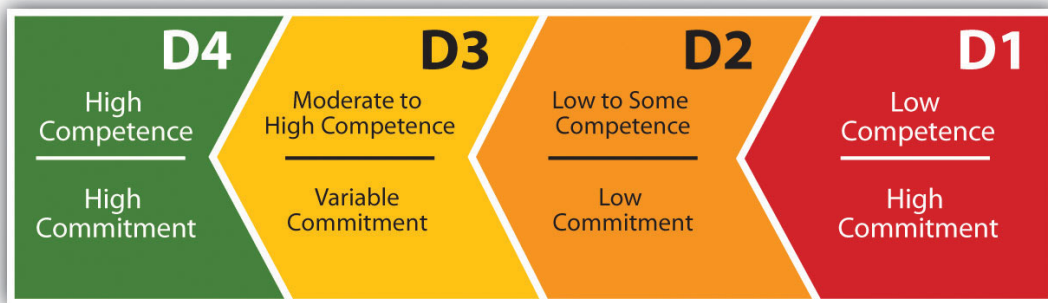 D4
High
Competence
High
Commitment
D3
Moderate to
High Competence
Variable
Commitment
D2
Low to Some
Competence
Low
Commitment
D1
Low
Competence
High
Commitment